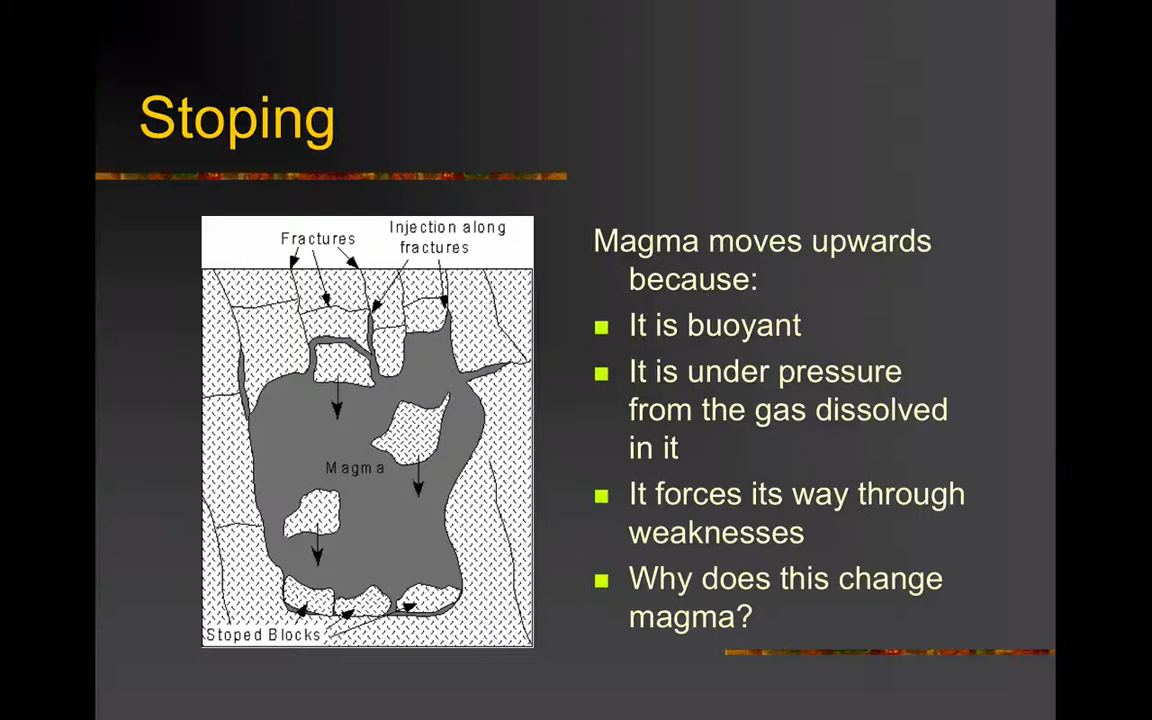 Stoping
Fractures
Injection along
fractures
Magma
Stoped Blocks
Magma moves upwards
because:
It is buoyant
It is under pressure
from the gas dissolved
in it
It forces its way through
weaknesses
Why does this change
magma?